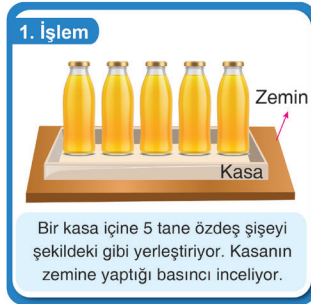 1. İşlem
Zemin
Kasa
Bir kasa içine 5 tane özdeş şişeyi
şekildeki gibi yerleştiriyor. Kasanın
zemine yaptığı basıncı inceliyor.